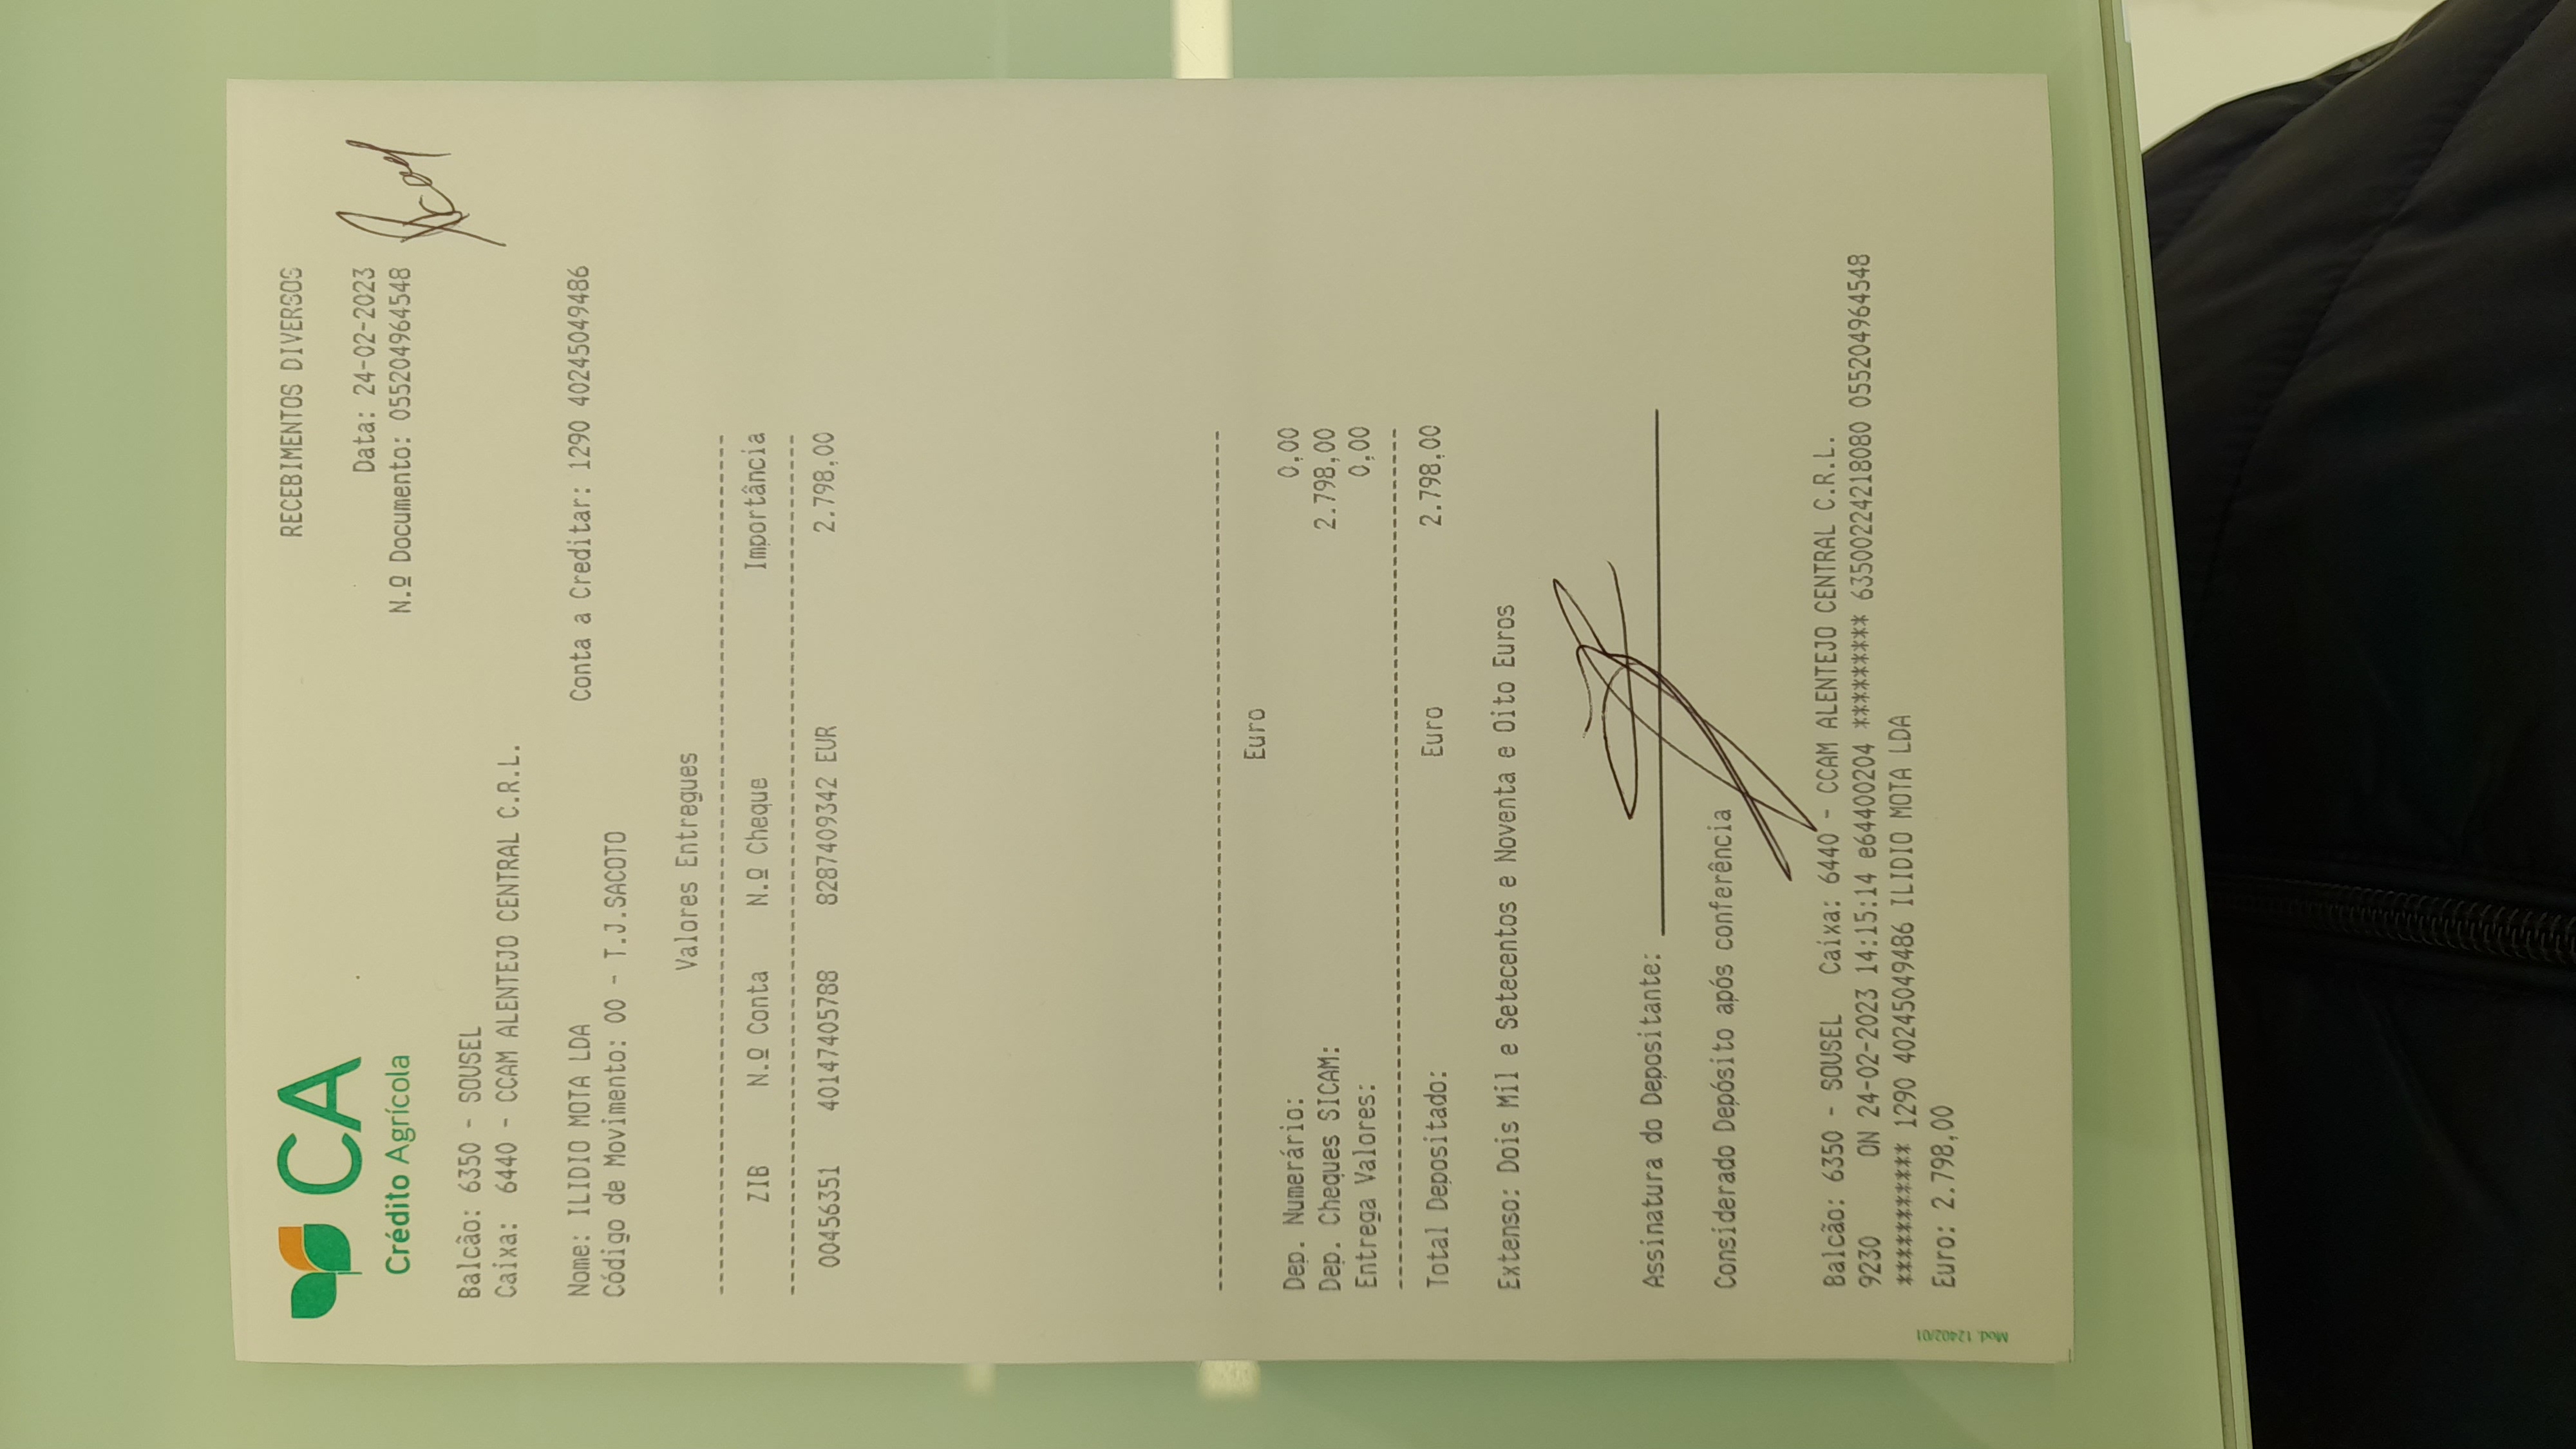 CA
Crédito Agrícola
RECEBIMENTOS DIVERSOS
Data: 24-02-2023
N.º Documento: 055204964548
Balcão: 6350 - SOUSEL
Caixa: 6440 - CCAM ALENTEJO CENTRAL C.R.L.
Nome: ILIDIO MOTA LDA Conta a Creditar: 1290 40245049486
Código de Movimento: 00 - T.J.SACOTO
Valores Entregues
ZIB N.º Conta N.º Cheque Importância
00456351 40147405788 8287409342 EUR 2.798,00
Euro
Dep. Numerário: 0,00
Dep. Cheques SICAM: 2.798,00
Entrega Valores: 0,00
Total Depositado: Euro 2.798,00
Extenso: Dois Mil e Setecentos e Noventa e Oito Euros
Assinatura do Depositante:
Considerado Depósito após conferência
Balcão: 6350 - SOUSEL Caixa: 6440 - CCAM ALENTEJO CENTRAL C.R.L.
9230 ON 24-02-2023 14:15:14 e64400204 ******** 63500224218080 055204964548
********** 1290 40245049486 ILIDIO MOTA LDA
Euro: 2.798,00
Mod. 12402/01